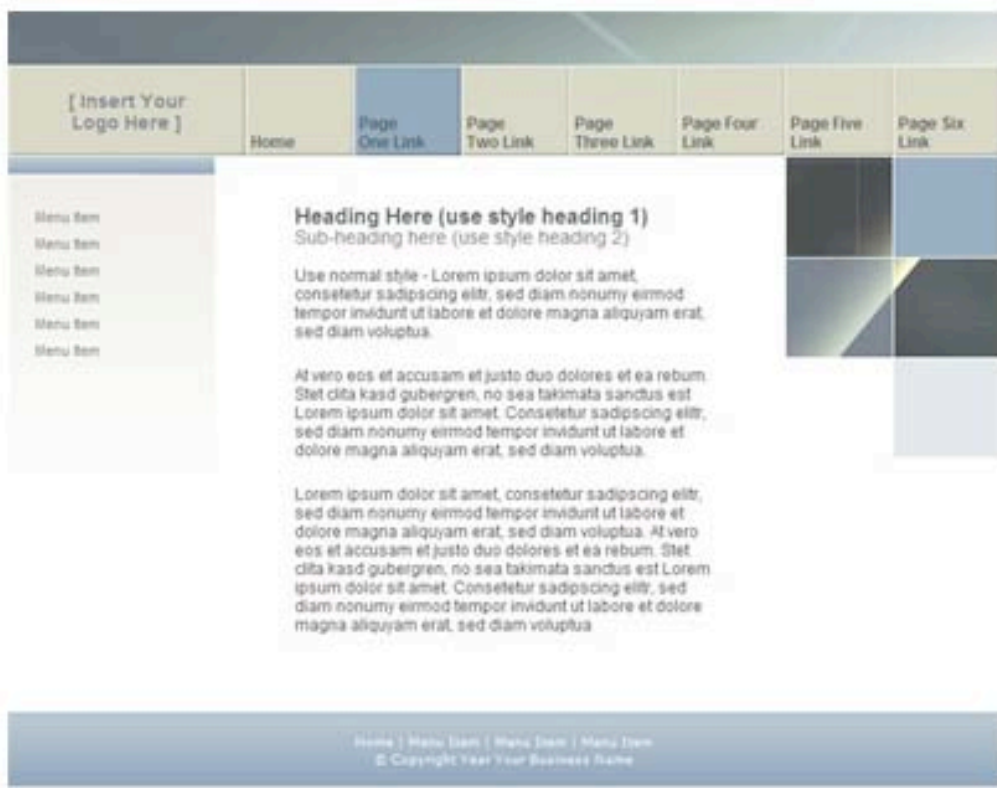 [ Insert Your
Logo Here ]
Home
Page
One Link
Page
Two Link
Page
Three Link
Page Four
Link
Page Five
Link
Page Six
Link
Menu Item
Menu Item
Menu Item
Menu Item
Menu Item
Menu Item
Heading Here (use style heading 1)
Sub-heading here (use style heading 2)
Use normal style - Lorem ipsum dolor sit amet,
consetetur sadipscing elitr, sed diam nonumy eirmod
tempor invidunt ut labore et dolore magna aliquyam erat,
sed diam voluptua.
At vero eos et accusam et justo duo dolores et ea rebum.
Stet clita kasd gubergren, no sea takimata sanctus est
Lorem ipsum dolor sit amet. Consetetur sadipscing elitr,
sed diam nonumy eirmod tempor invidunt ut labore et
dolore magna aliquyam erat, sed diam voluptua.
Lorem ipsum dolor sit amet, consetetur sadipscing elitr,
sed diam nonumy eirmod tempor invidunt ut labore et
dolore magna aliquyam erat, sed diam voluptua. At vero
eos et accusam et justo duo dolores et ea rebum. Stet
clita kasd gubergren, no sea takimata sanctus est Lorem
ipsum dolor sit amet. Consetetur sadipscing elitr, sed
diam nonumy eirmod tempor invidunt ut labore et dolore
magna aliquyam erat, sed diam voluptua
Home | Menu Item | Menu Item | Menu Item
© Copyright Year Your Business Name